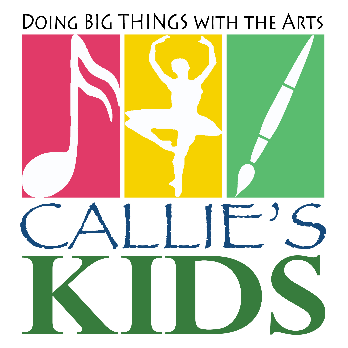 DOING BIG THINGS WITH THE ARTS
CALLIE'S
KIDS